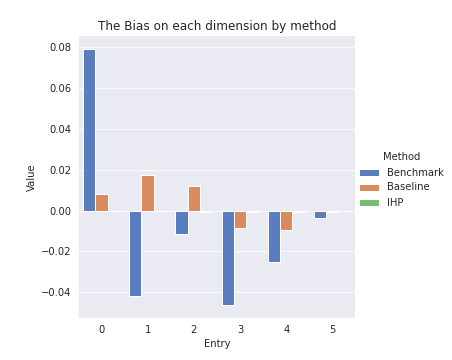 The Bias on each dimension by method
0.08
0.06
0.04
0.02
0.00
−0.02
−0.04
Value
0 1 2 3 4 5
Entry
Method
Benchmark
Baseline
IHP